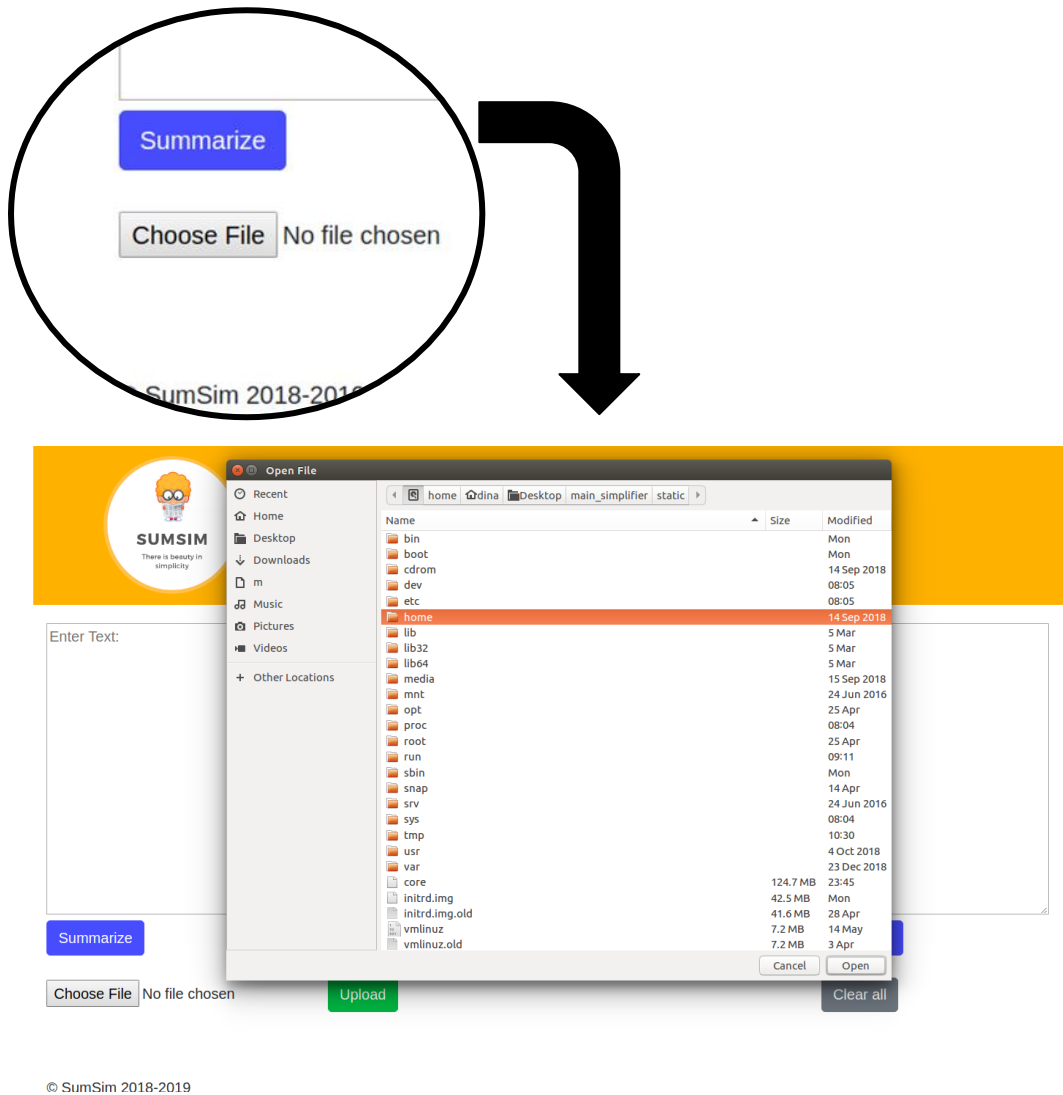 Summarize
Choose File No file chosen
© SumSim 2018-2019
Open File
SUMSIM
There is beauty in
simplicity
Recent
Home
Desktop
Downloads
m
Music
Pictures
Videos
+ Other Locations
home dina Desktop main_simplifier static
Name Size Modified
bin Mon
boot Mon
cdrom 14 Sep 2018
dev 08:05
etc 08:05
home 14 Sep 2018
lib 5 Mar
lib32 5 Mar
lib64 5 Mar
media 15 Sep 2018
mnt 24 Jun 2016
opt 25 Apr
proc 08:04
root 25 Apr
run 09:11
sbin Mon
snap 14 Apr
srv 24 Jun 2016
sys 08:04
tmp 10:30
usr 4 Oct 2018
var 23 Dec 2018
core 124.7 MB 23:45
initrd.img 42.5 MB Mon
initrd.img.old 41.6 MB 28 Apr
vmlinuz 7.2 MB 14 May
vmlinuz.old 7.2 MB 3 Apr
Cancel Open
Enter Text:
Summarize
Choose File No file chosen Upload Clear all
© SumSim 2018-2019